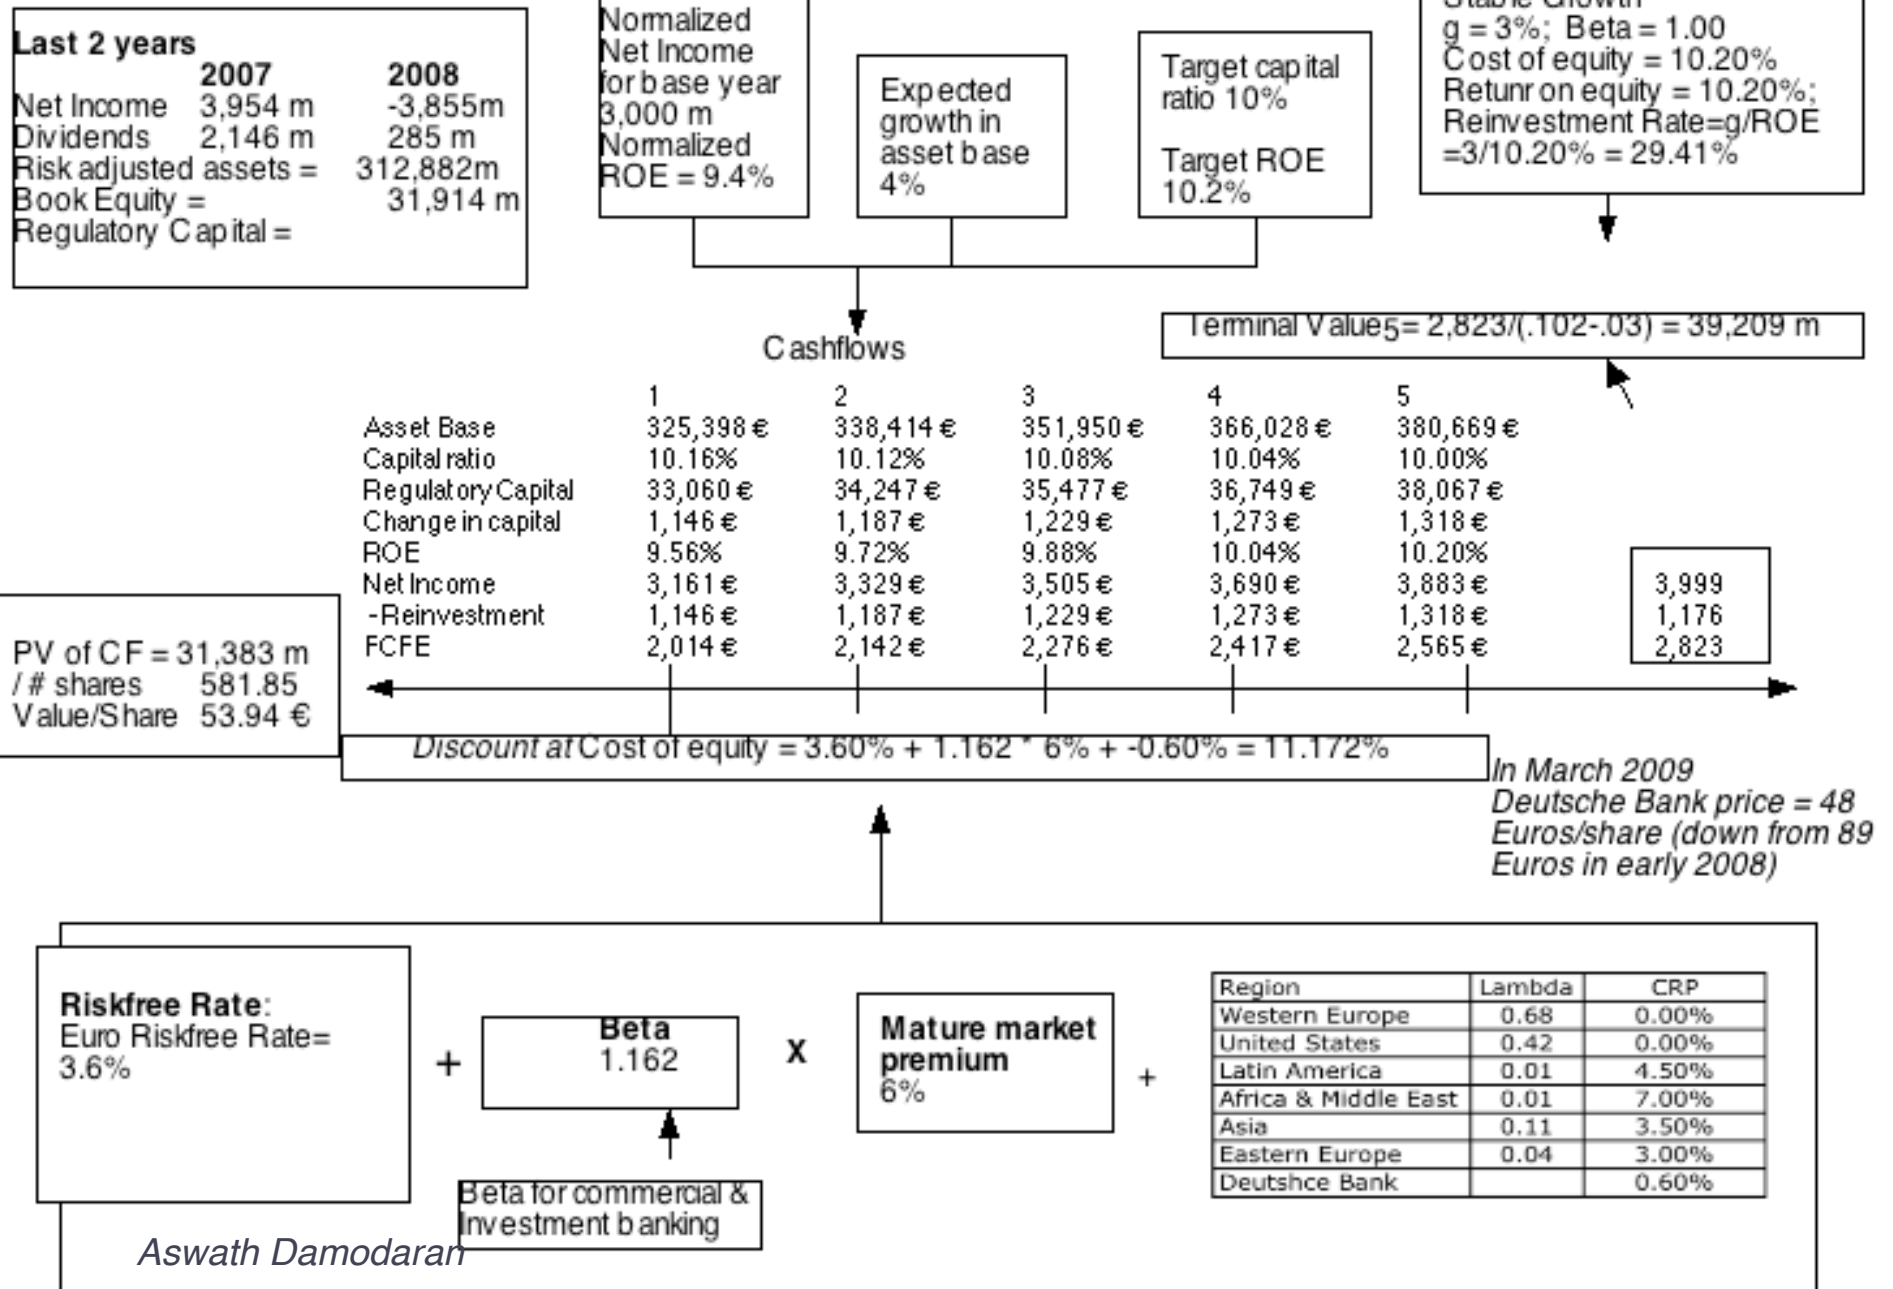 Last 2 years
2007 2008
Net Income 3,954 m -3,855m
Dividends 2,146 m 285 m
Risk adjusted assets = 312,882m
Book Equity = 31,914 m
Regulatory Capital =
Normalized
Net Income
for base year
3,000 m
Normalized
ROE = 9.4%
Expected
growth in
asset base
4%
Target capital
ratio 10%
Target ROE
10.2%
Stable Growth
g = 3%; Beta = 1.00
Cost of equity = 10.20%
Retunr on equity = 10.20%;
Reinvestment Rate=g/ROE
=3/10.20% = 29.41%
Terminal Value5= 2,823/(.102-.03) = 39,209 m
Cashflows
1 2 3 4 5
Asset Base 325,398 € 338,414 € 351,950 € 366,028 € 380,669 €
Capital ratio 10.16% 10.12% 10.08% 10.04% 10.00%
Regulatory Capital 33,060 € 34,247 € 35,477 € 36,749 € 38,067 €
Change in capital 1,146 € 1,187 € 1,229 € 1,273 € 1,318 €
ROE 9.56% 9.72% 9.88% 10.04% 10.20%
Net Income 3,161 € 3,329 € 3,505 € 3,690 € 3,883 € 3,999
-Reinvestment 1,146 € 1,187 € 1,229 € 1,273 € 1,318 € 1,176
FCFE 2,014 € 2,142 € 2,276 € 2,417 € 2,565 € 2,823
PV of CF = 31,383 m
/ # shares 581.85
Value/Share 53.94 €
Discount at Cost of equity = 3.60% + 1.162 * 6% + -0.60% = 11.172%
In March 2009
Deutsche Bank price = 48
Euros/share (down from 89
Euros in early 2008)
Riskfree Rate:
Euro Riskfree Rate=
3.6%
+
Beta
1.162
X
Mature market
premium
6%
+
Region Lambda CRP
Western Europe 0.68 0.00%
United States 0.42 0.00%
Latin America 0.01 4.50%
Africa & Middle East 0.01 7.00%
Asia 0.11 3.50%
Eastern Europe 0.04 3.00%
Deutshce Bank 0.60%
Beta for commercial &
Investment banking
Aswath Damodaran